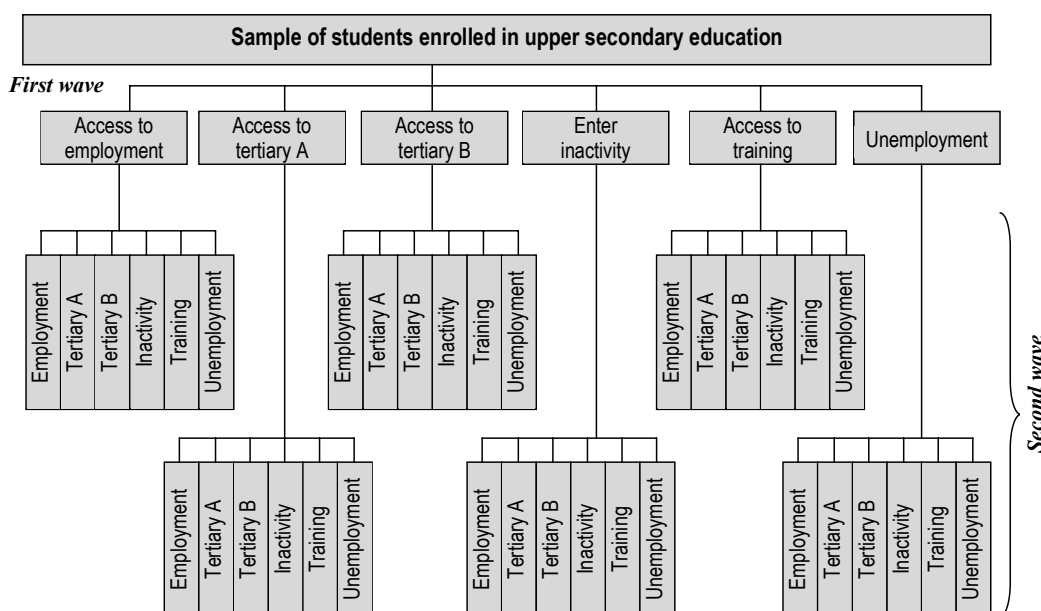 Sample of students enrolled in upper secondary education
First wave
Access to
employment
Access to
tertiary A
Access to
tertiary B
Enter
inactivity
Access to
training
Unemployment
Employment
Tertiary A
Tertiary B
Inactivity
Training
Unemployment
Employment
Tertiary A
Tertiary B
Inactivity
Training
Unemployment
Employment
Tertiary A
Tertiary B
Inactivity
Training
Unemployment
Second wave
Employment
Tertiary A
Tertiary B
Inactivity
Training
Unemployment
Employment
Tertiary A
Tertiary B
Inactivity
Training
Unemployment
Employment
Tertiary A
Tertiary B
Inactivity
Training
Unemployment